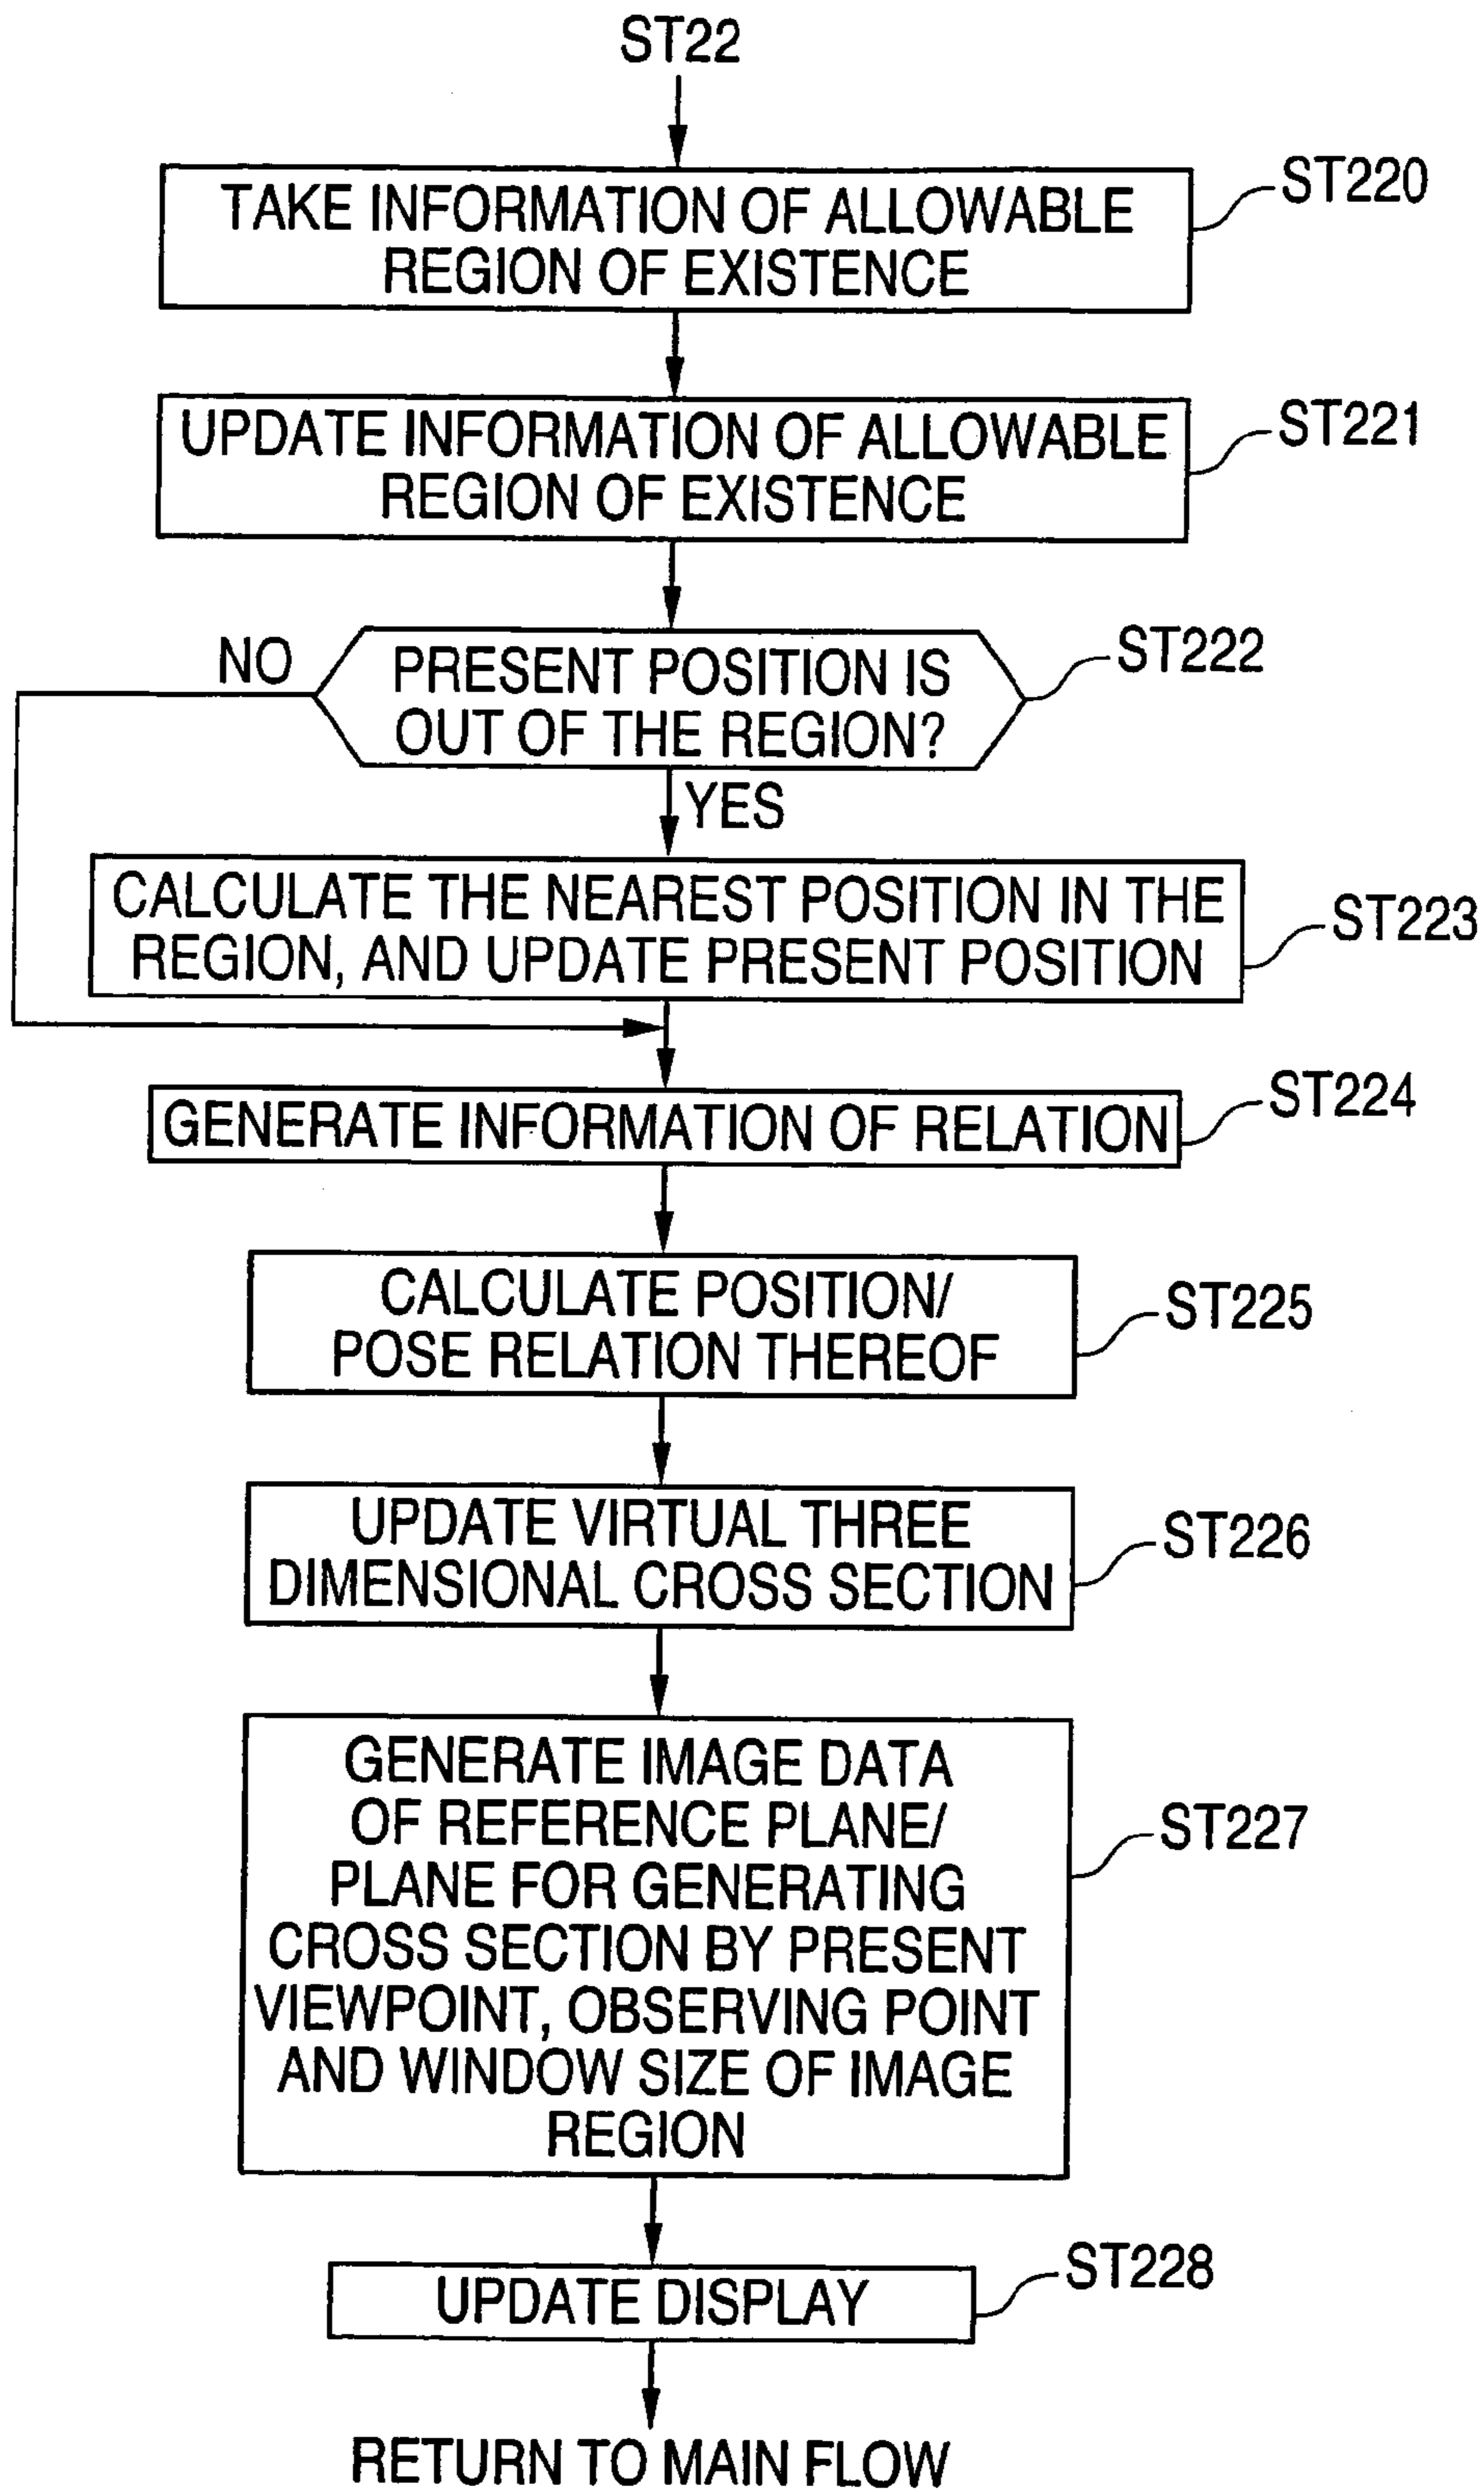 ST22
TAKE INFORMATION OF ALLOWABLE
REGION OF EXISTENCE
ST220
UPDATE INFORMATION OF ALLOWABLE
REGION OF EXISTENCE
ST221
NO
PRESENT POSITION IS
OUT OF THE REGION?
ST222
YES
CALCULATE THE NEAREST POSITION IN THE
REGION, AND UPDATE PRESENT POSITION
ST223
GENERATE INFORMATION OF RELATION
ST224
CALCULATE POSITION/
POSE RELATION THEREOF
ST225
UPDATE VIRTUAL THREE
DIMENSIONAL CROSS SECTION
ST226
GENERATE IMAGE DATA
OF REFERENCE PLANE/
PLANE FOR GENERATING
CROSS SECTION BY PRESENT
VIEWPOINT, OBSERVING POINT
AND WINDOW SIZE OF IMAGE
REGION
ST227
UPDATE DISPLAY
ST228
RETURN TO MAIN FLOW